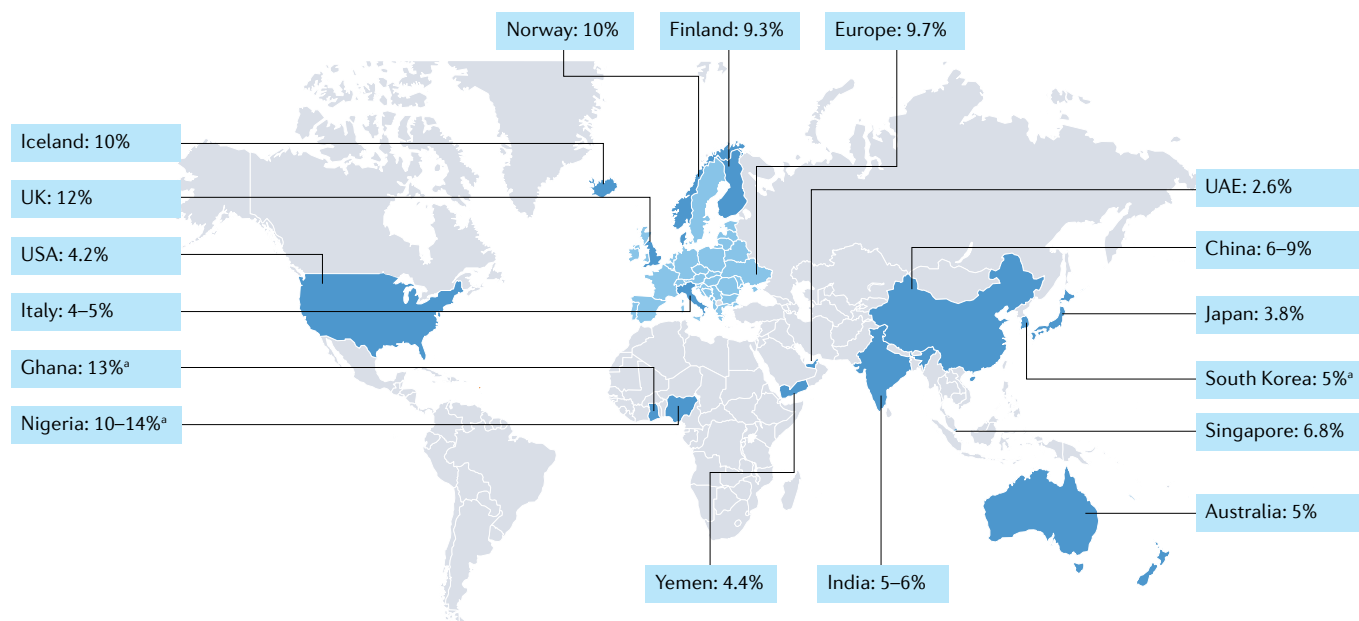 Norway: 10%
Finland: 9.3%
Europe: 9.7%
Iceland: 10%
UK: 12%
USA: 4.2%
Italy: 4–5%
Ghana: 13%ᵃ
Nigeria: 10–14%ᵃ
UAE: 2.6%
China: 6–9%
Japan: 3.8%
South Korea: 5%ᵃ
Singapore: 6.8%
Australia: 5%
Yemen: 4.4%
India: 5–6%